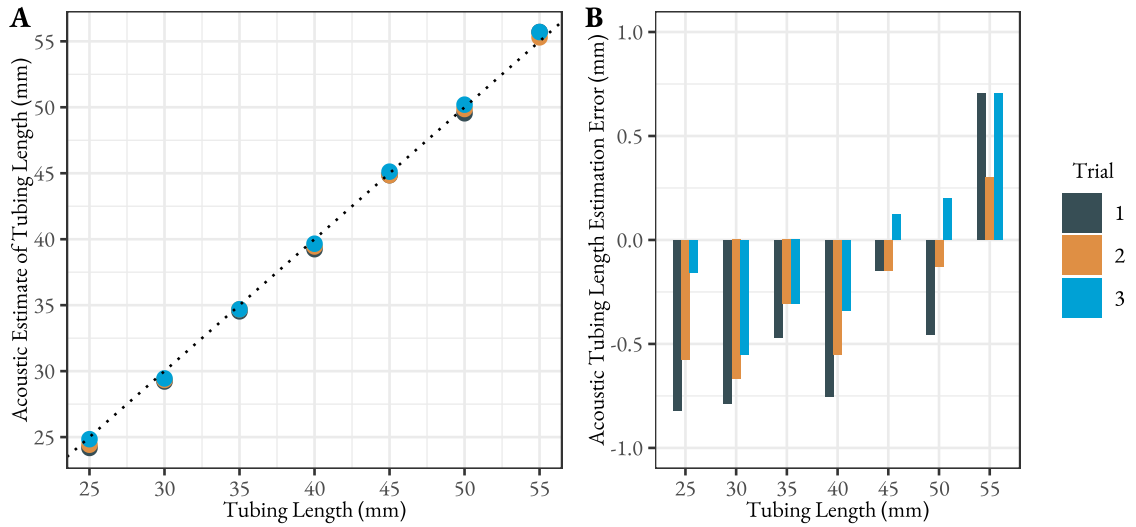 A
Acoustic Estimate of Tubing Length (mm)
55
50
45
40
35
30
25
25 30 35 40 45 50 55
Tubing Length (mm)
B
Acoustic Tubing Length Estimation Error (mm)
1.0
0.5
0.0
-0.5
-1.0
25 30 35 40 45 50 55
Tubing Length (mm)
Trial
1
2
3